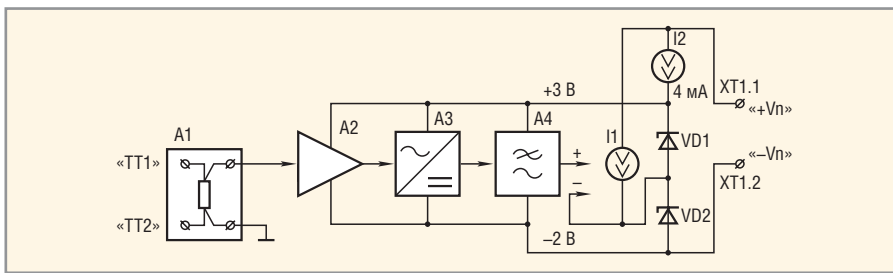 I2
4 мА
XT1.1
«+Vn»
+3 В
A1
A2
A3
A4
I1
VD1
«–Vn»
XT1.2
«TT1»
+
–
«TT2»
VD2
–2 В